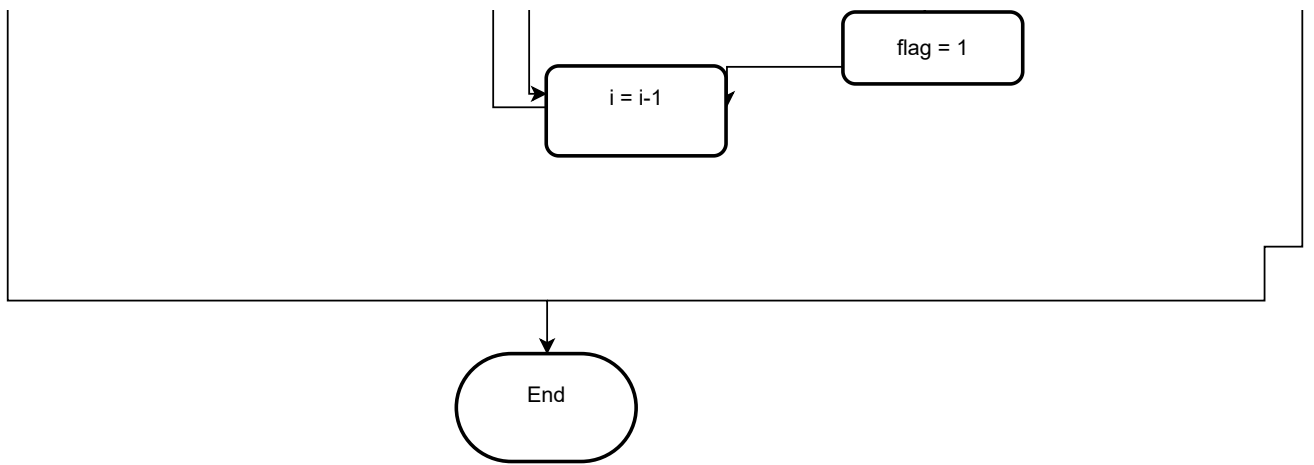 flag = 1
i = i-1
End